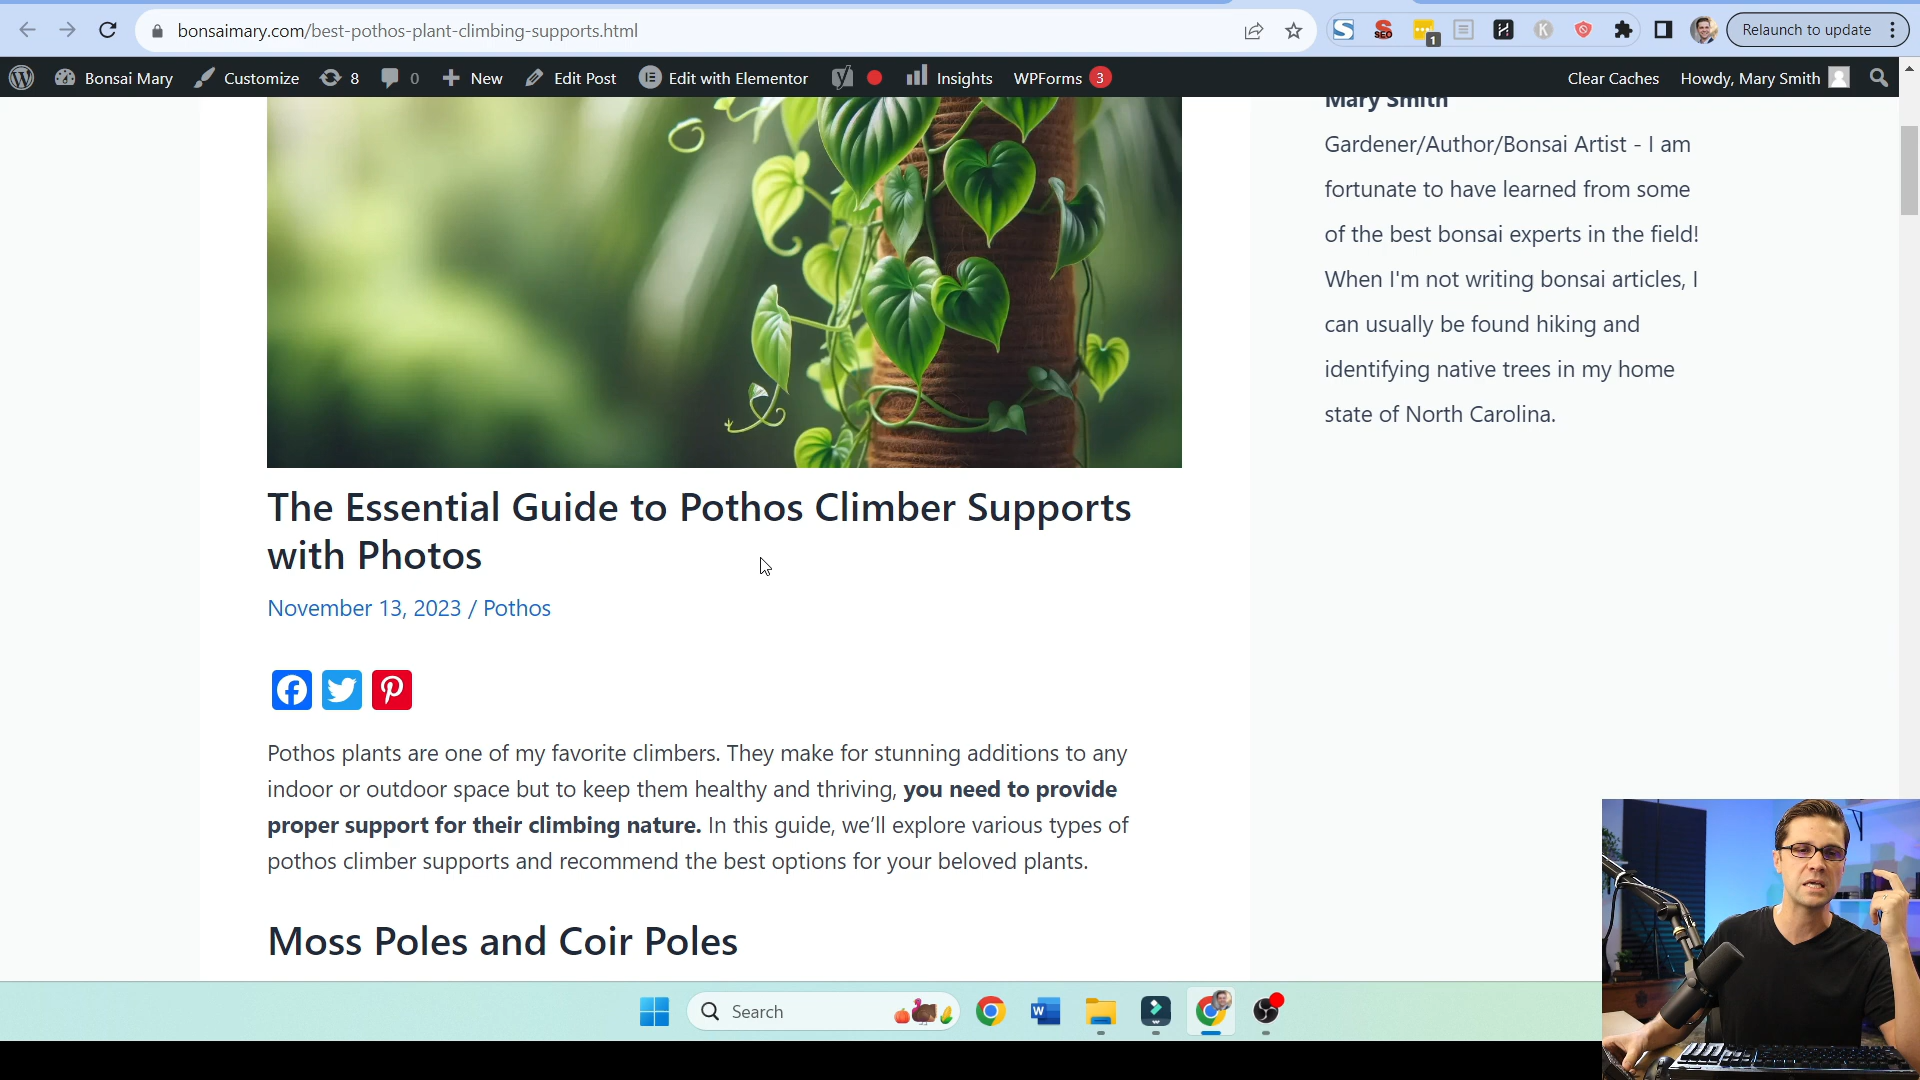 bonsaimary.com/best-pothos-plant-climbing-supports.html
SEO
1
K
Relaunch to update
Bonsai Mary
Customize
8
0
New
Edit Post
Edit with Elementor
Insights
WPForms 3
Clear Caches
Howdy, Mary Smith
Mary Smith
Gardener/Author/Bonsai Artist - I am
fortunate to have learned from some
of the best bonsai experts in the field!
When I'm not writing bonsai articles, I
can usually be found hiking and
identifying native trees in my home
state of North Carolina.
The Essential Guide to Pothos Climber Supports
with Photos
November 13, 2023 / Pothos
Pothos plants are one of my favorite climbers. They make for stunning additions to any
indoor or outdoor space but to keep them healthy and thriving, you need to provide
proper support for their climbing nature. In this guide, we'll explore various types of
pothos climber supports and recommend the best options for your beloved plants.
Moss Poles and Coir Poles
Search